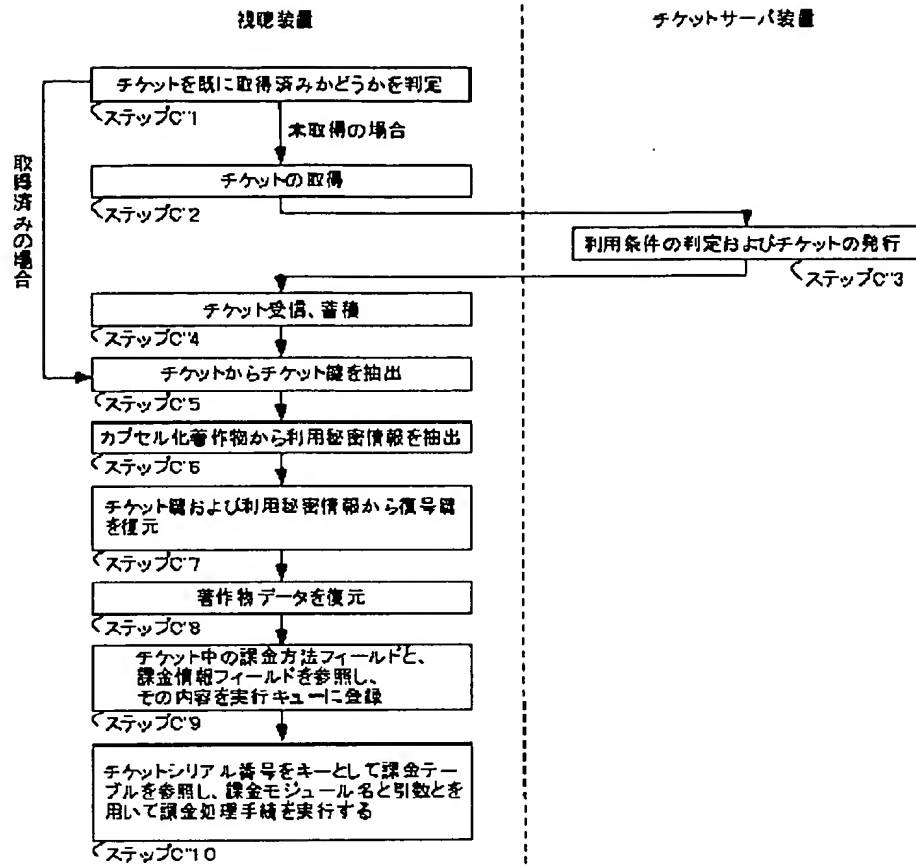 視聴装置
チケットサーバ装置
チケットを既に取得済みかどうかを判定
ステップC"1
未取得の場合
取得済みの場合
チケットの取得
ステップC"2
利用条件の判定およびチケットの発行
ステップC"3
チケット受信、蓄積
ステップC"4
チケットからチケット鍵を抽出
ステップC"5
カプセル化著作物から利用秘密情報を抽出
ステップC"6
チケット鍵および利用秘密情報から復号鍵
を復元
ステップC"7
著作物データを復元
ステップC"8
チケット中の課金方法フィールドと、
課金情報フィールドを参照し、
その内容を実行キューに登録
ステップC"9
チケットシリアル番号をキーとして課金テー
ブルを参照し、課金モジュール名と引数とを
用いて課金処理手続を実行する
ステップC"10